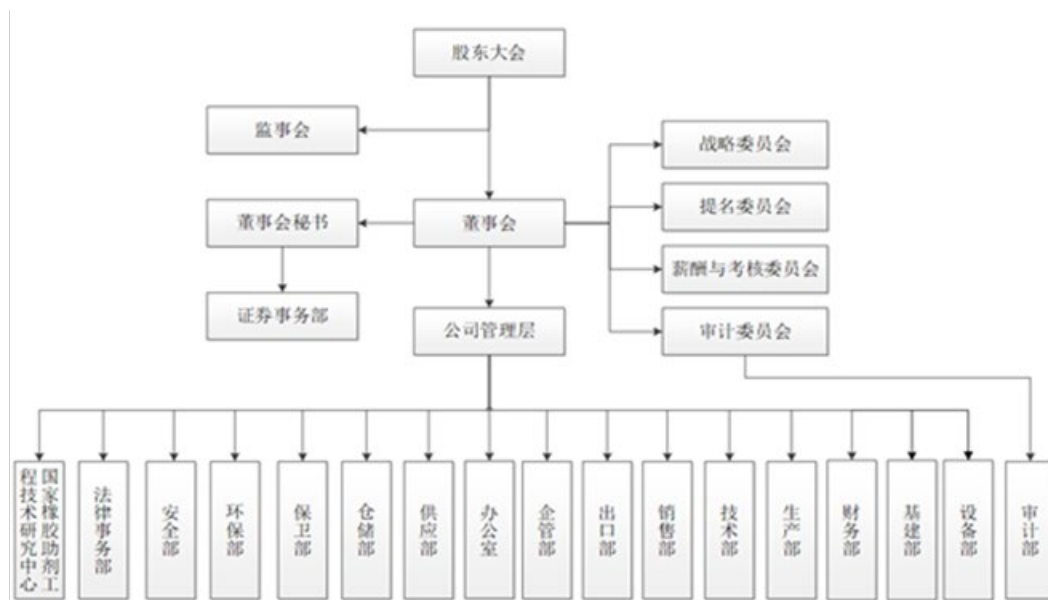 股东大会
监事会
战略委员会
提名委员会
董事会秘书
董事会
薪酬与考核委员会
证券事务部
公司管理层
审计委员会
国家橡胶助剂工
程技术研究中心
法律事务部
安全部
环保部
保卫部
仓储部
供应部
办公室
企管部
出口部
销售部
技术部
生产部
财务部
基建部
设备部
审计部